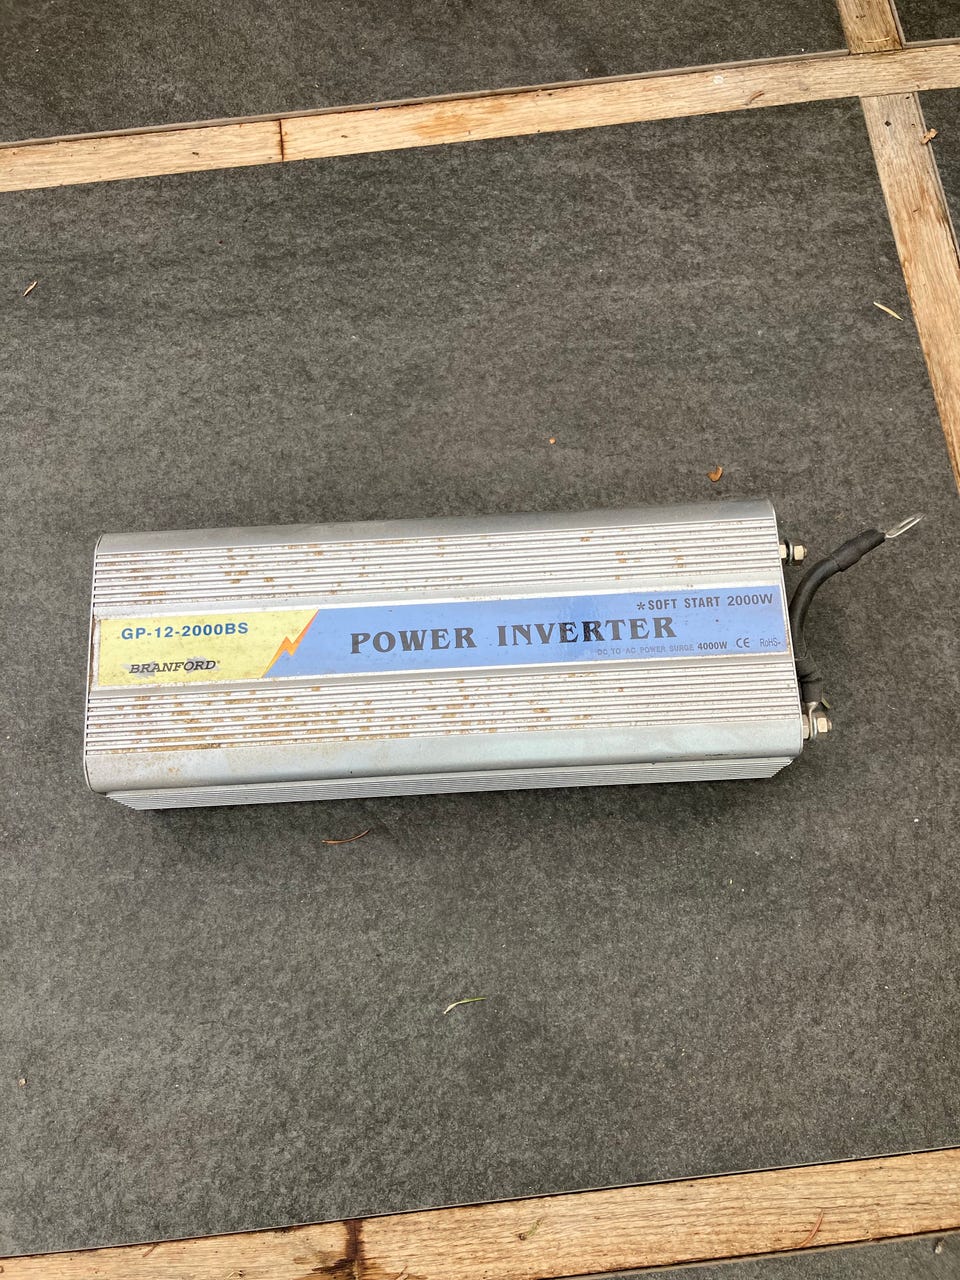 GP-12-2000BS
BRANFORD
POWER INVERTER
*SOFT START 2000W
DC TO AC POWER SURGE 4000W CE RoHS